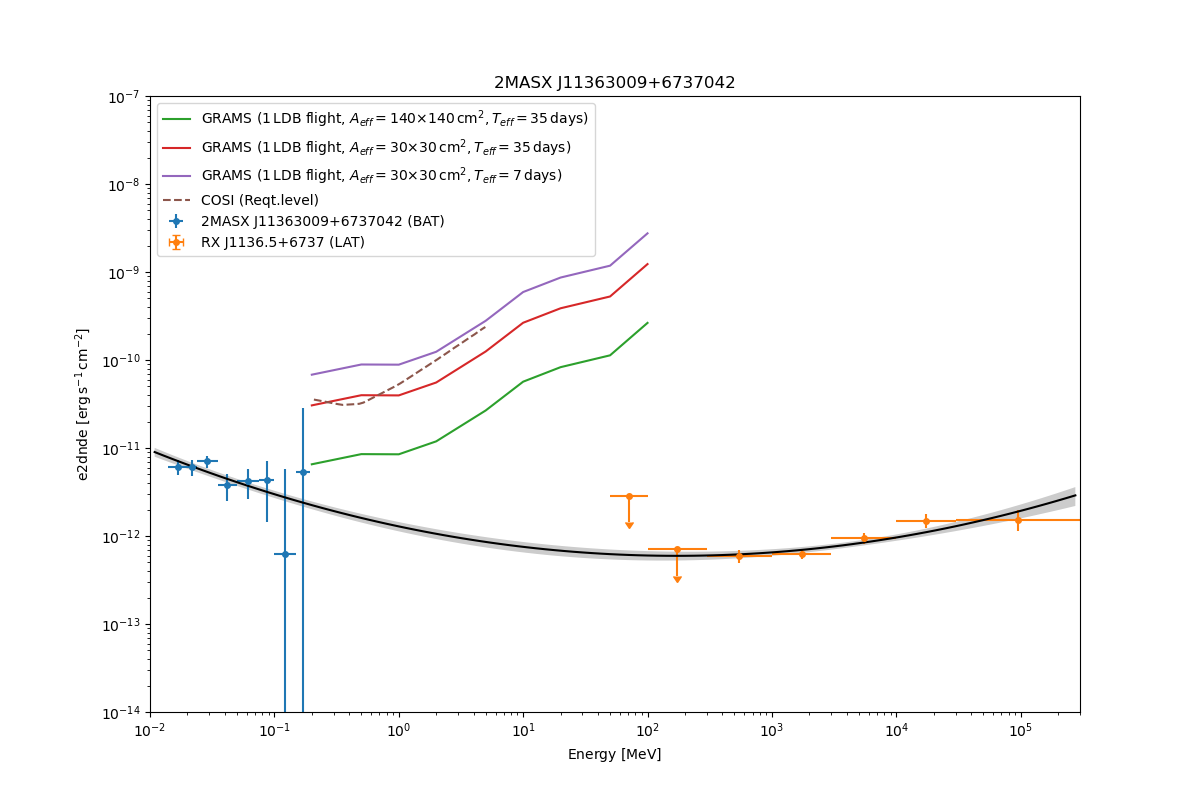 2MASX J11363009+6737042
10⁻⁷
10⁻⁸
10⁻⁹
10⁻¹⁰
10⁻¹¹
10⁻¹²
10⁻¹³
10⁻¹⁴
e2dnde [erg s⁻¹ cm⁻²]
GRAMS (1 LDB flight, A_eff = 140×140 cm², T_eff = 35 days)
GRAMS (1 LDB flight, A_eff = 30×30 cm², T_eff = 35 days)
GRAMS (1 LDB flight, A_eff = 30×30 cm², T_eff = 7 days)
COSI (Reqt.level)
2MASX J11363009+6737042 (BAT)
RX J1136.5+6737 (LAT)
10⁻² 10⁻¹ 10⁰ 10¹ 10² 10³ 10⁴ 10⁵
Energy [MeV]